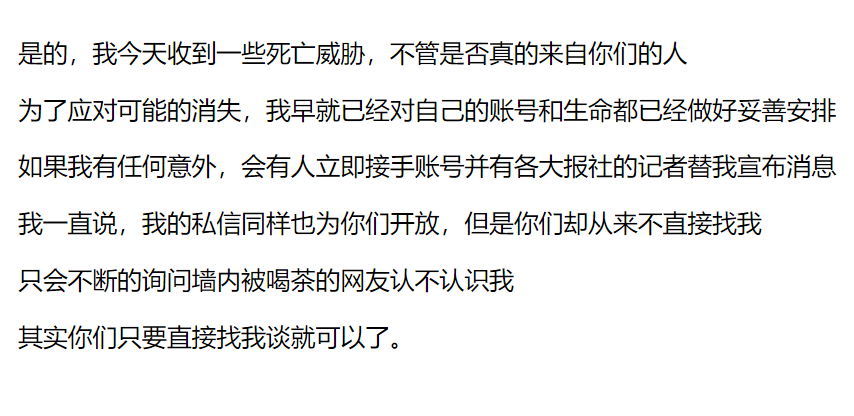 是的，我今天收到一些死亡威胁，不管是否真的来自你们的人
为了应对可能的消失，我早就已经对自己的账号和生命都已经做好妥善安排
如果我有任何意外，会有人立即接手账号并有各大报社的记者替我宣布消息
我一直说，我的私信同样也为你们开放，但是你们却从来不直接找我
只会不断的询问墙内被喝茶的网友认不认识我
其实你们只要直接找我谈就可以了。